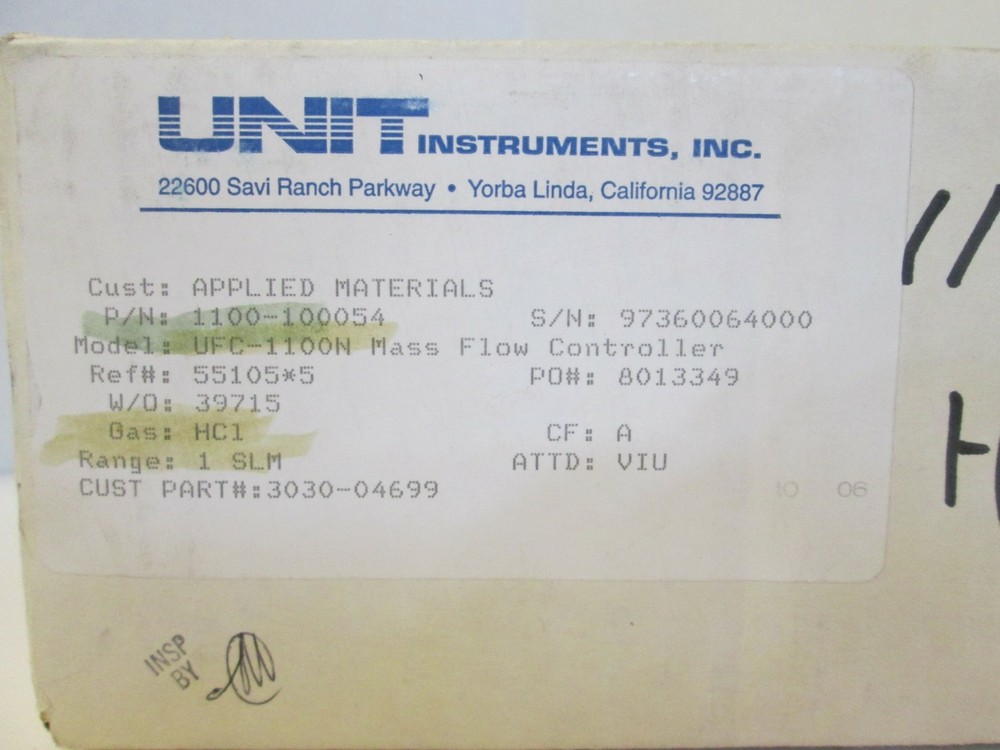 UNIT INSTRUMENTS, INC.
22600 Savi Ranch Parkway • Yorba Linda, California 92887
Cust: APPLIED MATERIALS
P/N: 1100-100054 S/N: 97360064000
Model: UFC-1100N Mass Flow Controller
Ref#: 55105*5 PO#: 8013349
W/O: 39715
Gas: HCl CF: A
Range: 1 SLM ATTD: VIU
CUST PART#:3030-04699
10 06
INSP
BY